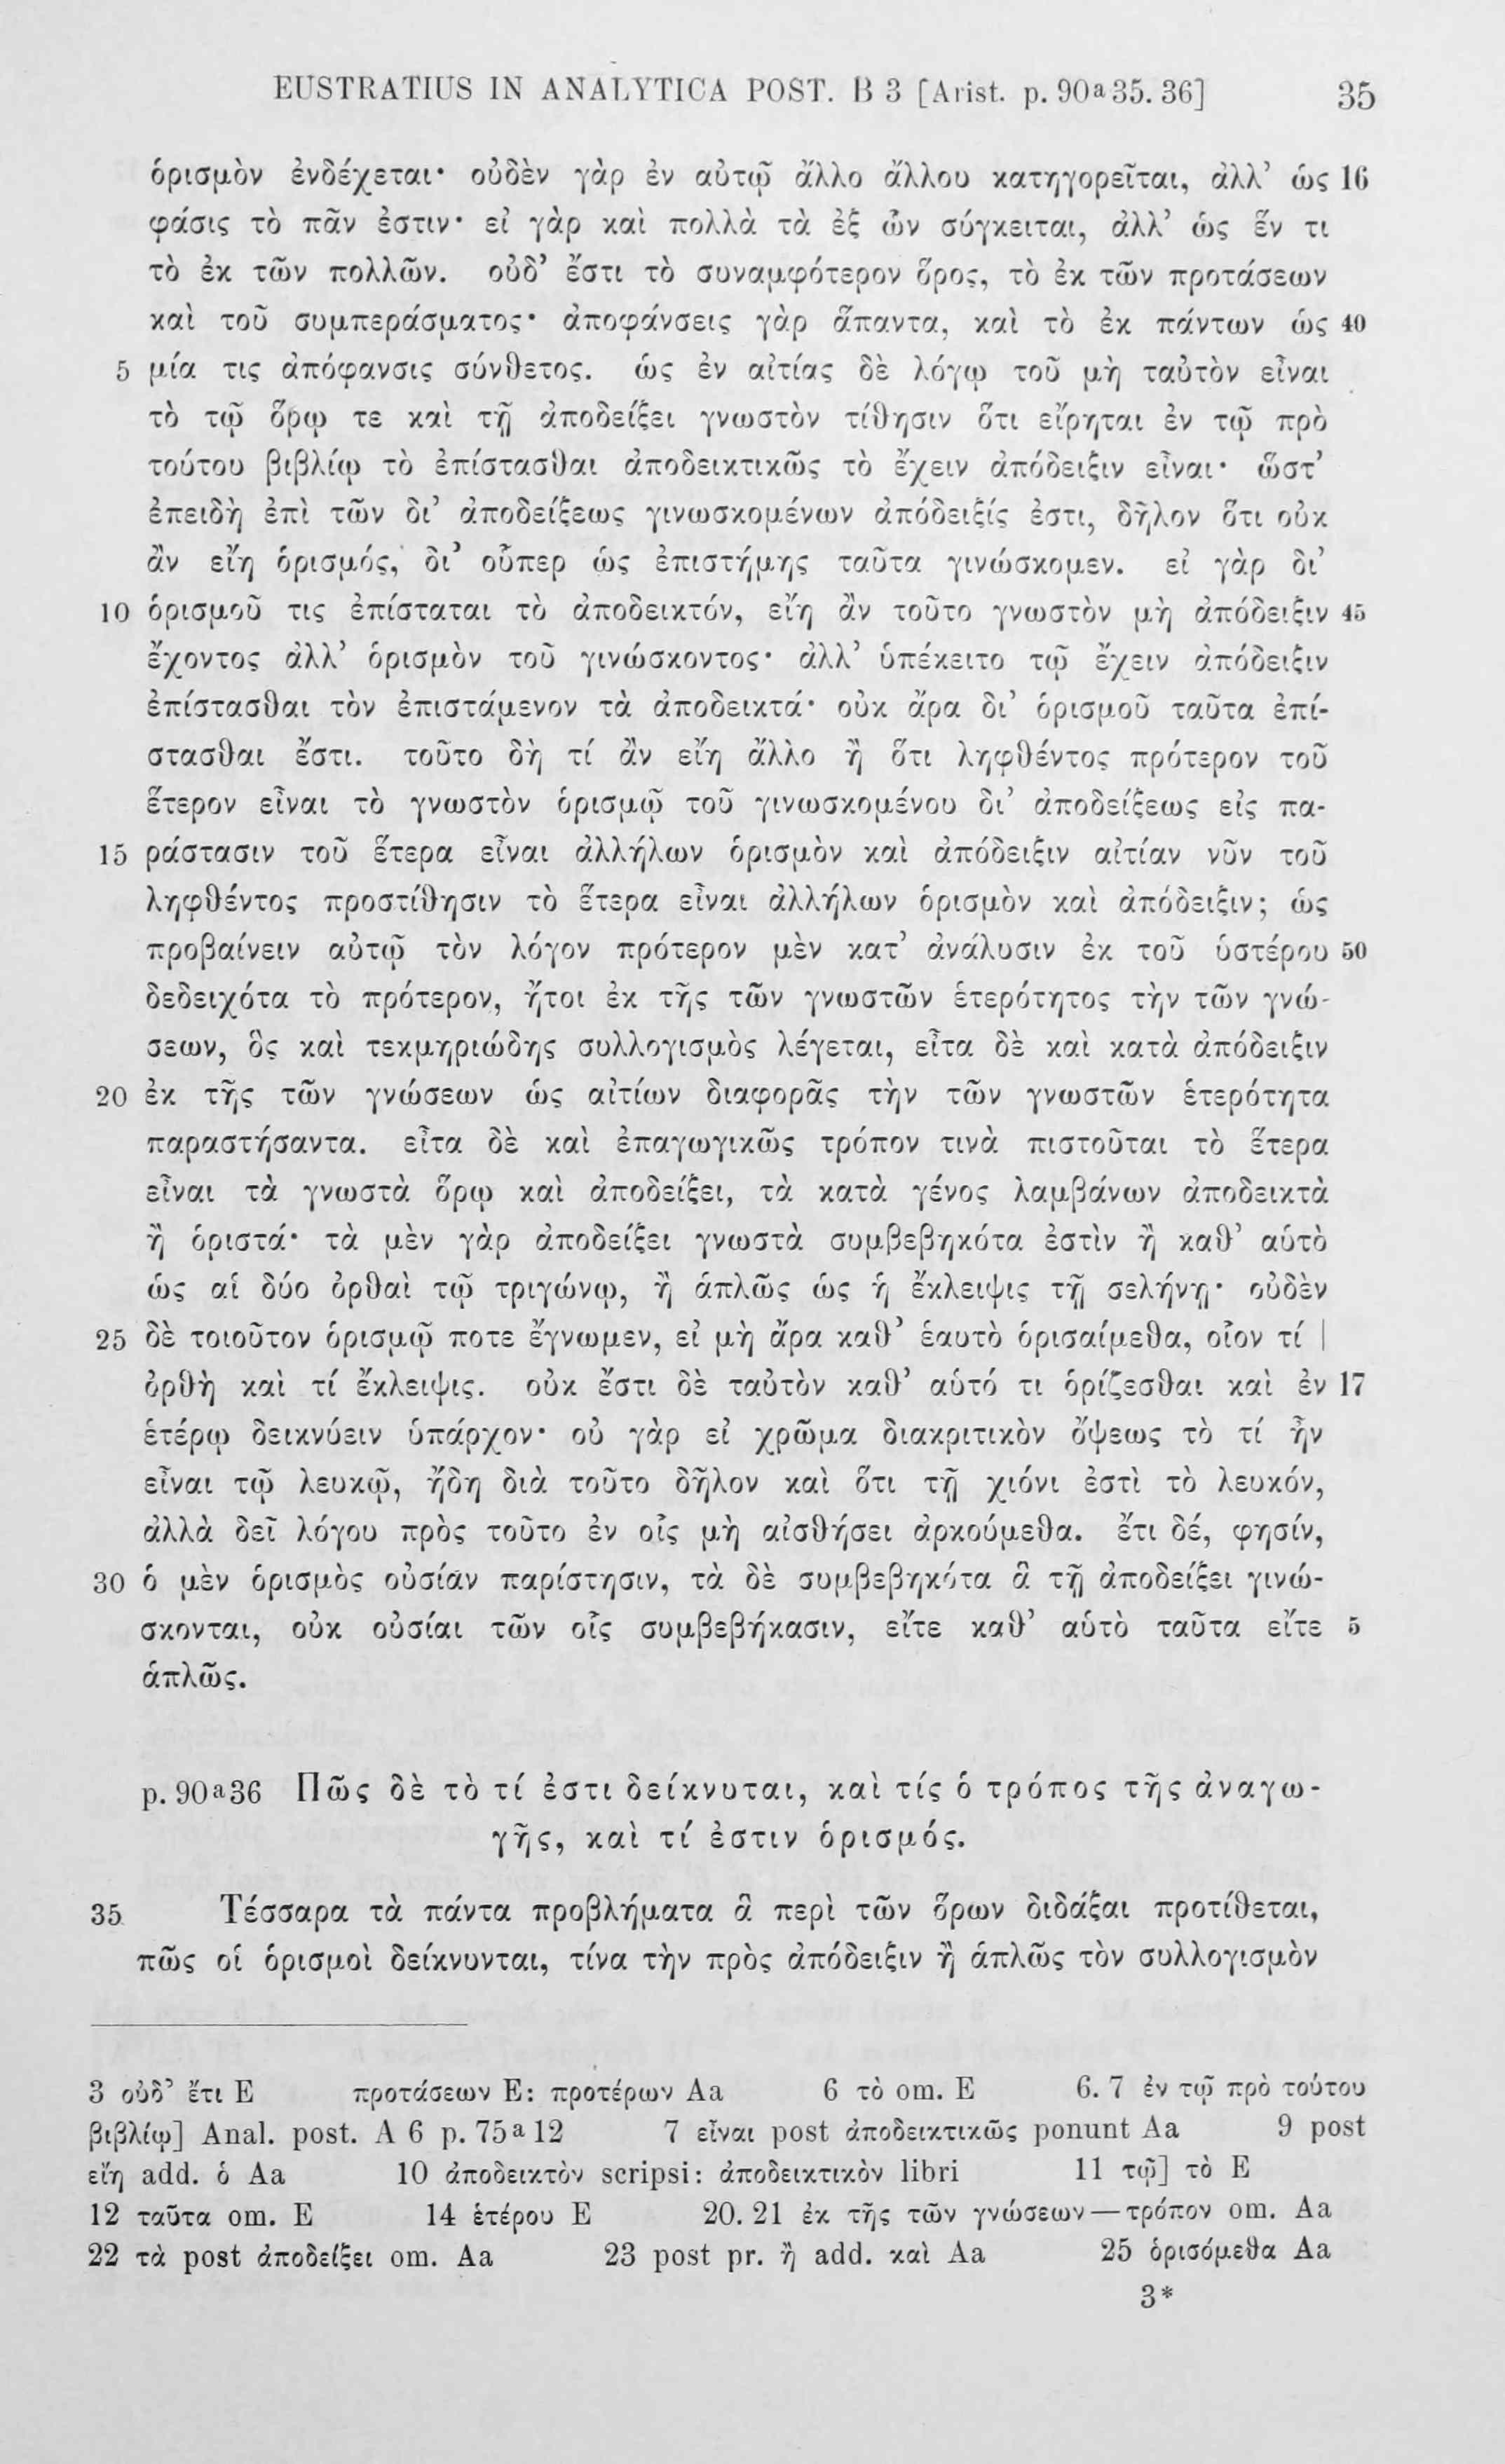 EUSTRATIUS IN ANALYTICA POST. B 3 [Arist. p. 90ᵃ35. 36] 35
ὁρισμὸν ἐνδέχεται· οὐδὲν γὰρ ἐν αὐτῷ ἄλλο ἄλλου κατηγορεῖται, ἀλλ’ ὡς 16
φάσις τὸ πᾶν ἐστιν· εἰ γὰρ καὶ πολλὰ τὰ ἐξ ὧν σύγκειται, ἀλλ’ ὡς ἕν τι
τὸ ἐκ τῶν πολλῶν. οὐδ’ ἔστι τὸ συναμφότερον ὅρος, τὸ ἐκ τῶν προτάσεων
καὶ τοῦ συμπεράσματος· ἀποφάνσεις γὰρ ἅπαντα, καὶ τὸ ἐκ πάντων ὡς 40
5 μία τις ἀπόφανσις σύνθετος. ὡς ἐν αἰτίας δὲ λόγῳ τοῦ μὴ ταὐτὸν εἶναι
τὸ τῷ ὅρῳ τε καὶ τῇ ἀποδείξει γνωστὸν τίθησιν ὅτι εἴρηται ἐν τῷ πρὸ
τούτου βιβλίῳ τὸ ἐπίστασθαι ἀποδεικτικῶς τὸ ἔχειν ἀπόδειξιν εἶναι· ὥστ’
ἐπειδὴ ἐπὶ τῶν δι’ ἀποδείξεως γινωσκομένων ἀπόδειξίς ἐστι, δῆλον ὅτι οὐκ
ἂν εἴη ὁρισμός, δι’ οὗπερ ὡς ἐπιστήμης ταῦτα γινώσκομεν. εἰ γὰρ δι’
10 ὁρισμοῦ τις ἐπίσταται τὸ ἀποδεικτόν, εἴη ἂν τοῦτο γνωστὸν μὴ ἀπόδειξιν 45
ἔχοντος ἀλλ’ ὁρισμὸν τοῦ γινώσκοντος· ἀλλ’ ὑπέκειτο τῷ ἔχειν ἀπόδειξιν
ἐπίστασθαι τὸν ἐπιστάμενον τὰ ἀποδεικτά· οὐκ ἄρα δι’ ὁρισμοῦ ταῦτα ἐπί-
στασθαι ἔστι. τοῦτο δὴ τί ἂν εἴη ἄλλο ἢ ὅτι ληφθέντος πρότερον τοῦ
ἕτερον εἶναι τὸ γνωστὸν ὁρισμῷ τοῦ γινωσκομένου δι’ ἀποδείξεως εἰς πα-
15 ράστασιν τοῦ ἕτερα εἶναι ἀλλήλων ὁρισμὸν καὶ ἀπόδειξιν αἰτίαν νῦν τοῦ
ληφθέντος προστίθησιν τὸ ἕτερα εἶναι ἀλλήλων ὁρισμὸν καὶ ἀπόδειξιν; ὡς
προβαίνειν αὐτῷ τὸν λόγον πρότερον μὲν κατ’ ἀνάλυσιν ἐκ τοῦ ὑστέρου 50
δεδειχότα τὸ πρότερον, ἤτοι ἐκ τῆς τῶν γνωστῶν ἑτερότητος τὴν τῶν γνώ-
σεων, ὃς καὶ τεκμηριώδης συλλογισμὸς λέγεται, εἶτα δὲ καὶ κατὰ ἀπόδειξιν
20 ἐκ τῆς τῶν γνώσεων ὡς αἰτίων διαφορᾶς τὴν τῶν γνωστῶν ἑτερότητα
παραστήσαντα. εἶτα δὲ καὶ ἐπαγωγικῶς τρόπον τινὰ πιστοῦται τὸ ἕτερα
εἶναι τὰ γνωστὰ ὅρῳ καὶ ἀποδείξει, τὰ κατὰ γένος λαμβάνων ἀποδεικτὰ
ἢ ὁριστά· τὰ μὲν γὰρ ἀποδείξει γνωστὰ συμβεβηκότα ἐστὶν ἢ καθ’ αὑτὸ
ὡς αἱ δύο ὀρθαὶ τῷ τριγώνῳ, ἢ ἁπλῶς ὡς ἡ ἔκλειψις τῇ σελήνῃ· οὐδὲν
25 δὲ τοιοῦτον ὁρισμῷ ποτε ἔγνωμεν, εἰ μὴ ἄρα καθ’ ἑαυτὸ ὁρισαίμεθα, οἷον τί |
ὀρθὴ καὶ τί ἔκλειψις. οὐκ ἔστι δὲ ταὐτὸν καθ’ αὑτό τι ὁρίζεσθαι καὶ ἐν 17
ἑτέρῳ δεικνύειν ὑπάρχον· οὐ γὰρ εἰ χρῶμα διακριτικὸν ὄψεως τὸ τί ἦν
εἶναι τῷ λευκῷ, ἤδη διὰ τοῦτο δῆλον καὶ ὅτι τῇ χιόνι ἐστὶ τὸ λευκόν,
ἀλλὰ δεῖ λόγου πρὸς τοῦτο ἐν οἷς μὴ αἰσθήσει ἀρκούμεθα. ἔτι δέ, φησίν,
30 ὁ μὲν ὁρισμὸς οὐσίαν παρίστησιν, τὰ δὲ συμβεβηκότα ἃ τῇ ἀποδείξει γινώ-
σκονται, οὐκ οὐσίαι τῶν οἷς συμβεβήκασιν, εἴτε καθ’ αὑτὸ ταῦτα εἴτε 5
ἁπλῶς.
p. 90ᵃ36 Πῶς δὲ τὸ τί ἐστι δείκνυται, καὶ τίς ὁ τρόπος τῆς ἀναγω-
γῆς, καὶ τί ἐστιν ὁρισμός.
35 Τέσσαρα τὰ πάντα προβλήματα ἃ περὶ τῶν ὅρων διδάξαι προτίθεται,
πῶς οἱ ὁρισμοὶ δείκνυνται, τίνα τὴν πρὸς ἀπόδειξιν ἢ ἁπλῶς τὸν συλλογισμὸν
3 οὐδ’ ἔτι E προτάσεων E: προτέρων Aa 6 τὸ om. E 6. 7 ἐν τῷ πρὸ τούτου
βιβλίῳ] Anal. post. A 6 p. 75ᵃ12 7 εἶναι post ἀποδεικτικῶς ponunt Aa 9 post
εἴη add. ὁ Aa 10 ἀποδεικτὸν scripsi: ἀποδεικτικὸν libri 11 τῷ] τὸ E
12 ταῦτα om. E 14 ἑτέρου E 20. 21 ἐκ τῆς τῶν γνώσεων — τρόπον om. Aa
22 τὰ post ἀποδείξει om. Aa 23 post pr. ἢ add. καὶ Aa 25 ὁρισόμεθα Aa
3*